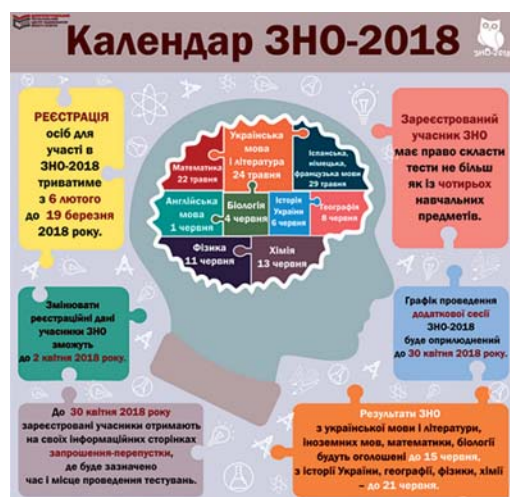 Календар ЗНО-2018
ЗНО-2018
РЕЄСТРАЦІЯ
осіб для
участі в
ЗНО-2018
триватиме
з 6 лютого
до 19 березня
2018 року.
Українська
мова
і література
24 травня
Математика
22 травня
Іспанська,
німецька,
французька мови
29 травня
Англійська
мова
1 червня
Біологія
4 червня
Історія
України
6 червня
Географія
8 червня
Фізика
11 червня
Хімія
13 червня
Зареєстрований
учасник ЗНО
має право скласти
тести не більш
як із чотирьох
навчальних
предметів.
Змінювати
реєстраційні дані
учасники ЗНО
зможуть
до 2 квітня 2018 року.
Графік проведення
додаткової сесії
ЗНО-2018
буде оприлюднений
до 30 квітня 2018 року.
До 30 квітня 2018 року
зареєстровані учасники отримають
на своїх інформаційних сторінках
запрошення-перепустки,
де буде зазначено
час і місце проведення тестувань.
Результати ЗНО
з української мови і літератури,
іноземних мов, математики, біології
будуть оголошені до 15 червня,
з історії України, географії, фізики, хімії
– до 21 червня.